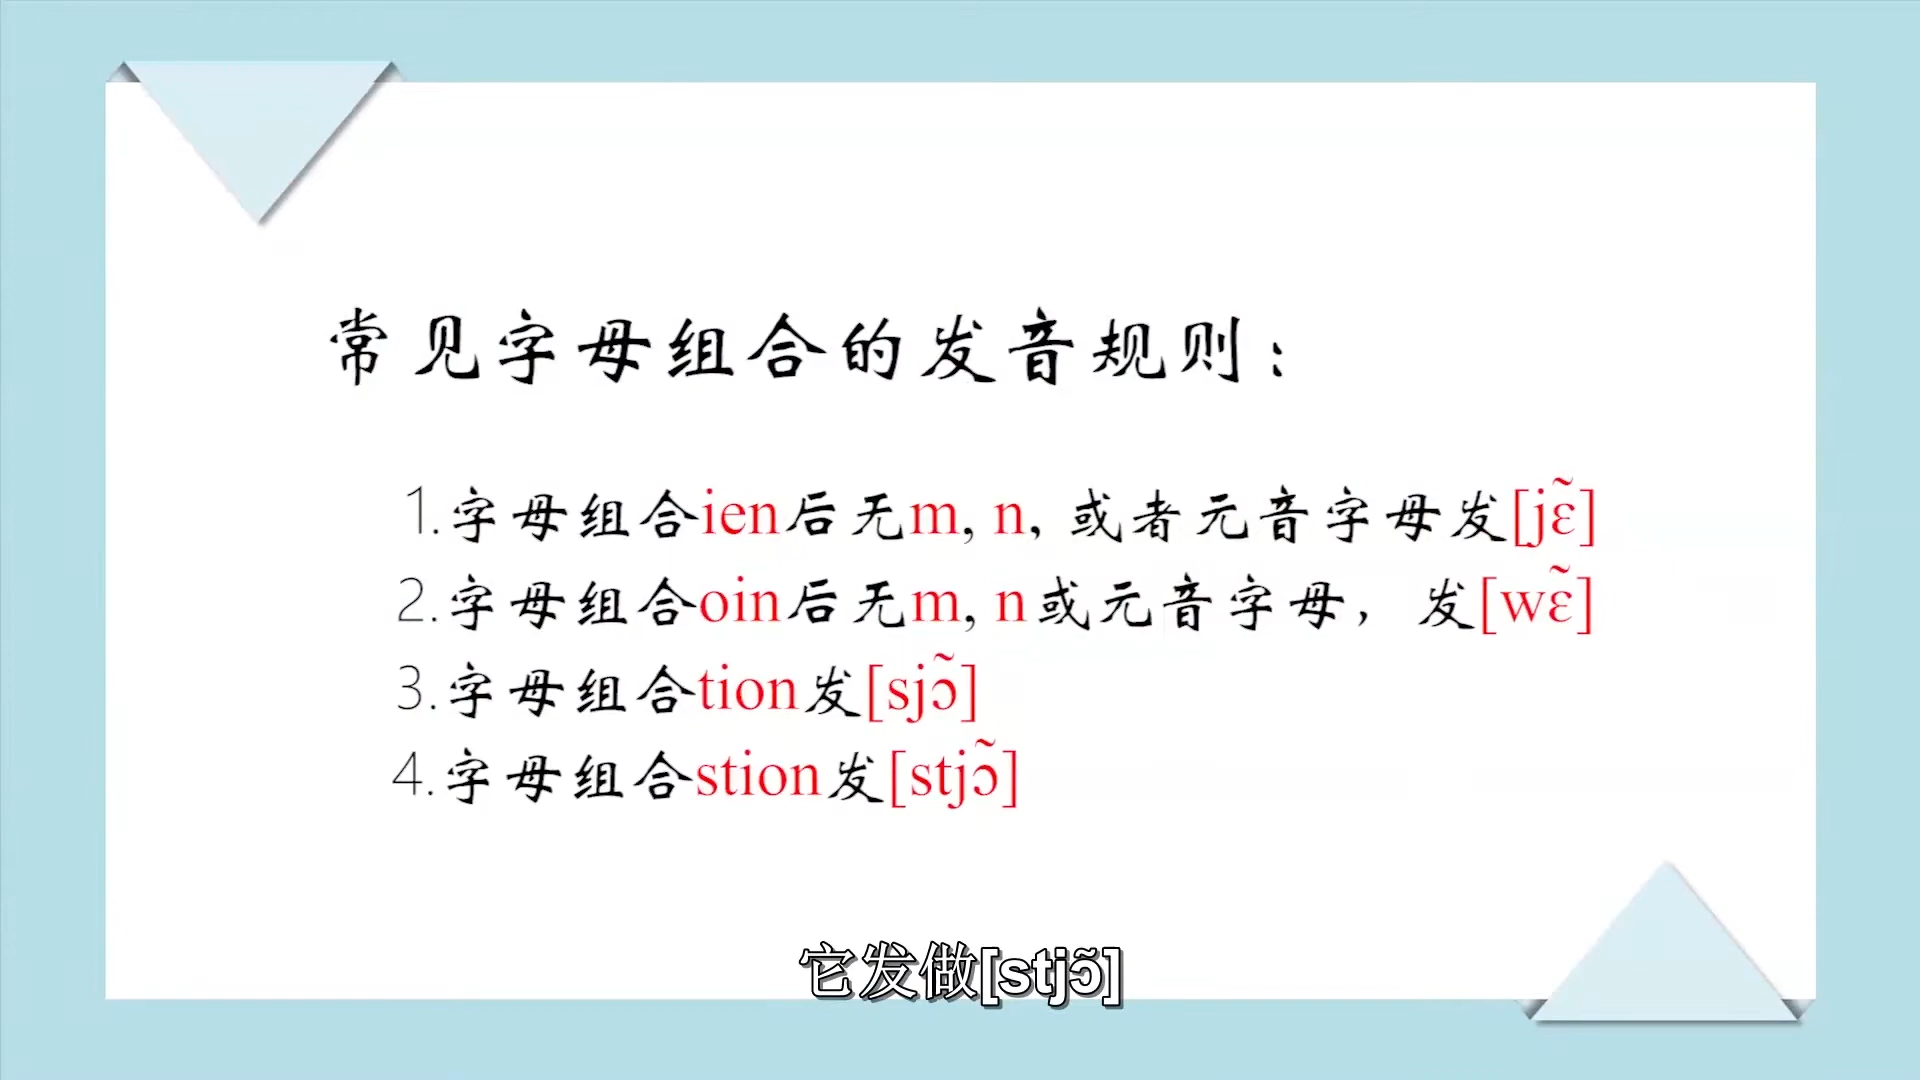 常见字母组合的发音规则：
1.字母组合ien后无m, n, 或者元音字母发[jɛ̃]
2.字母组合oin后无m, n或元音字母，发[wɛ̃]
3.字母组合tion发[sjɔ̃]
4.字母组合stion发[stjɔ̃]
它发做[stjɔ̃]